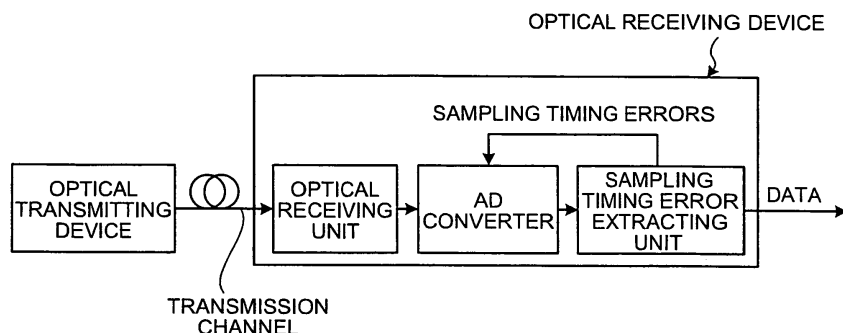 OPTICAL RECEIVING DEVICE
SAMPLING TIMING ERRORS
OPTICAL
TRANSMITTING
DEVICE
OPTICAL
RECEIVING
UNIT
AD
CONVERTER
SAMPLING
TIMING ERROR
EXTRACTING
UNIT
DATA
TRANSMISSION
CHANNEL